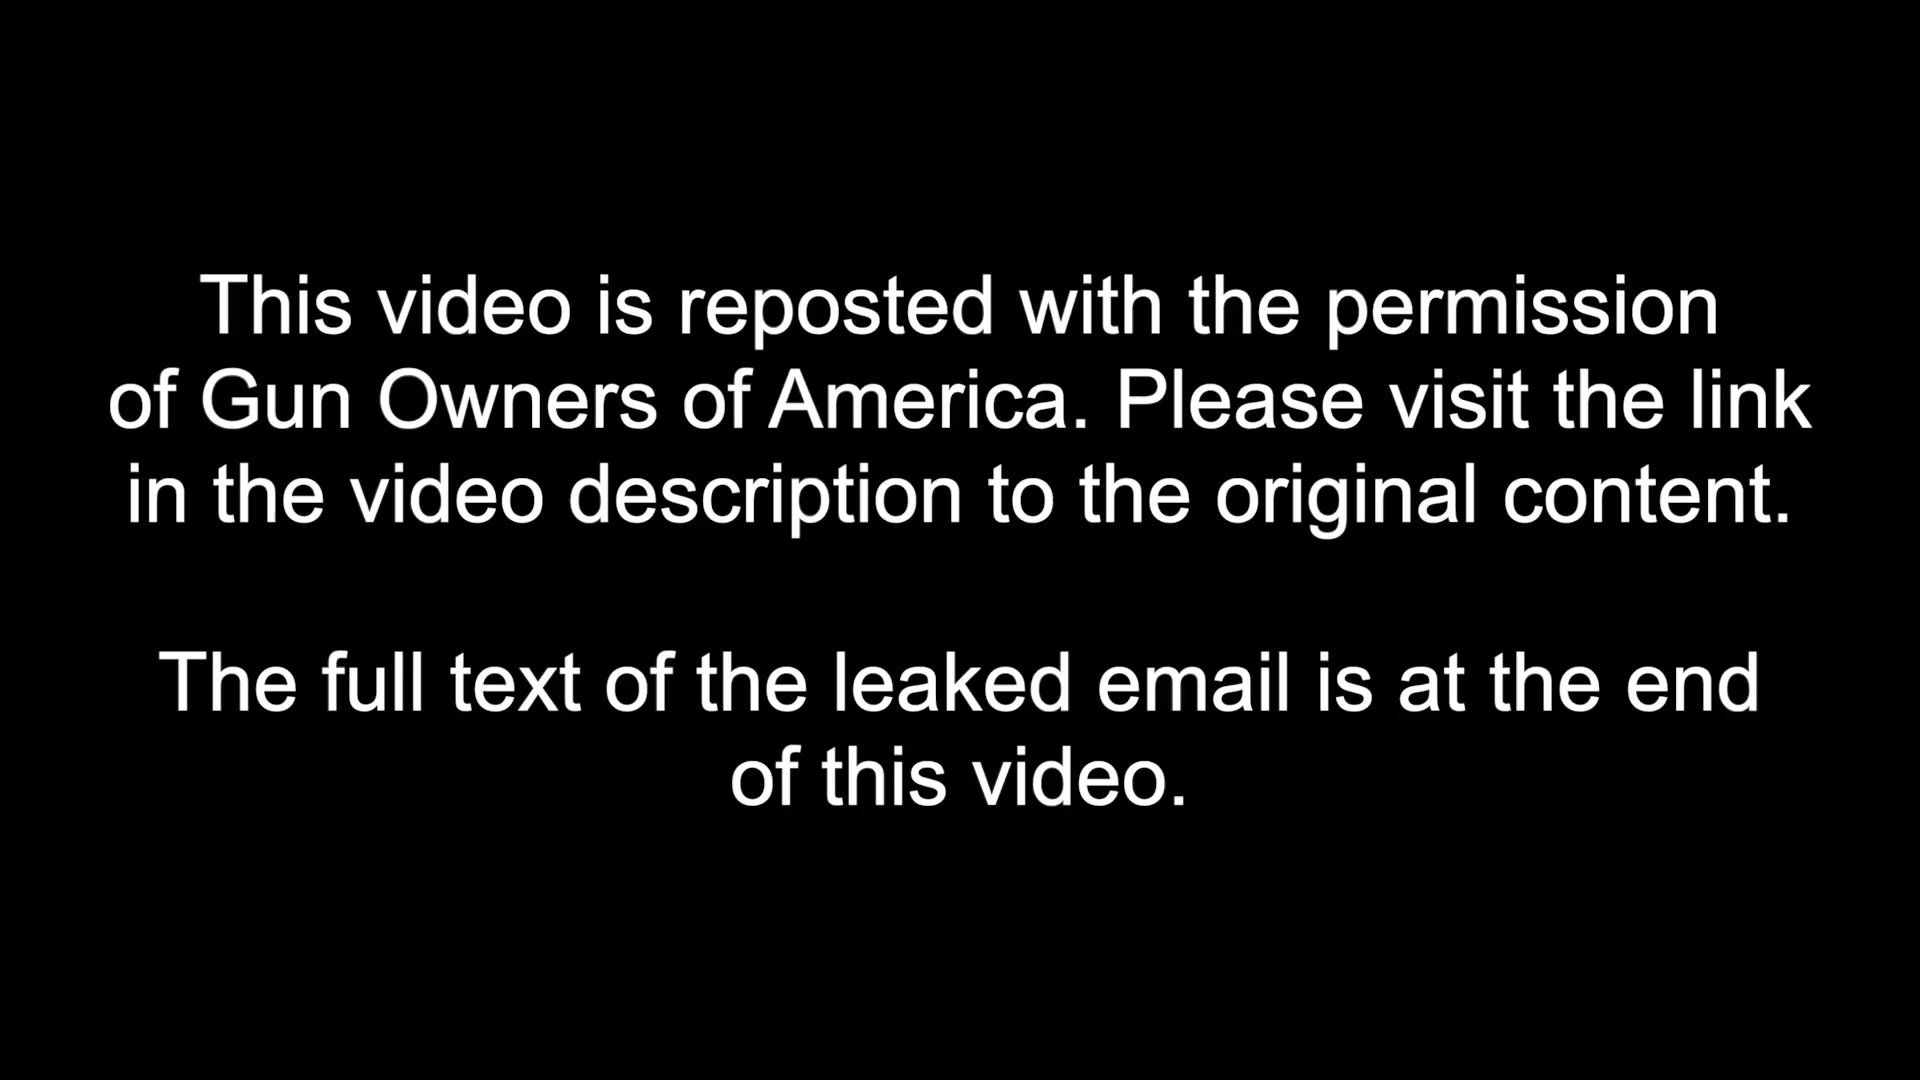 This video is reposted with the permission
of Gun Owners of America. Please visit the link
in the video description to the original content.
The full text of the leaked email is at the end
of this video.